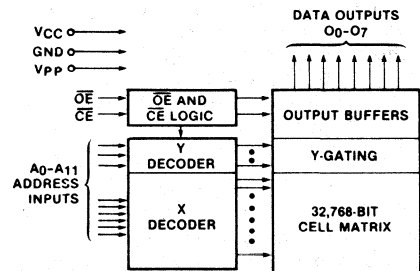 DATA OUTPUTS
O0-O7
VCC
GND
VPP
OE
CE
OE AND
CE LOGIC
OUTPUT BUFFERS
Y
DECODER
Y-GATING
A0-A11
ADDRESS
INPUTS
X
DECODER
32,768-BIT
CELL MATRIX